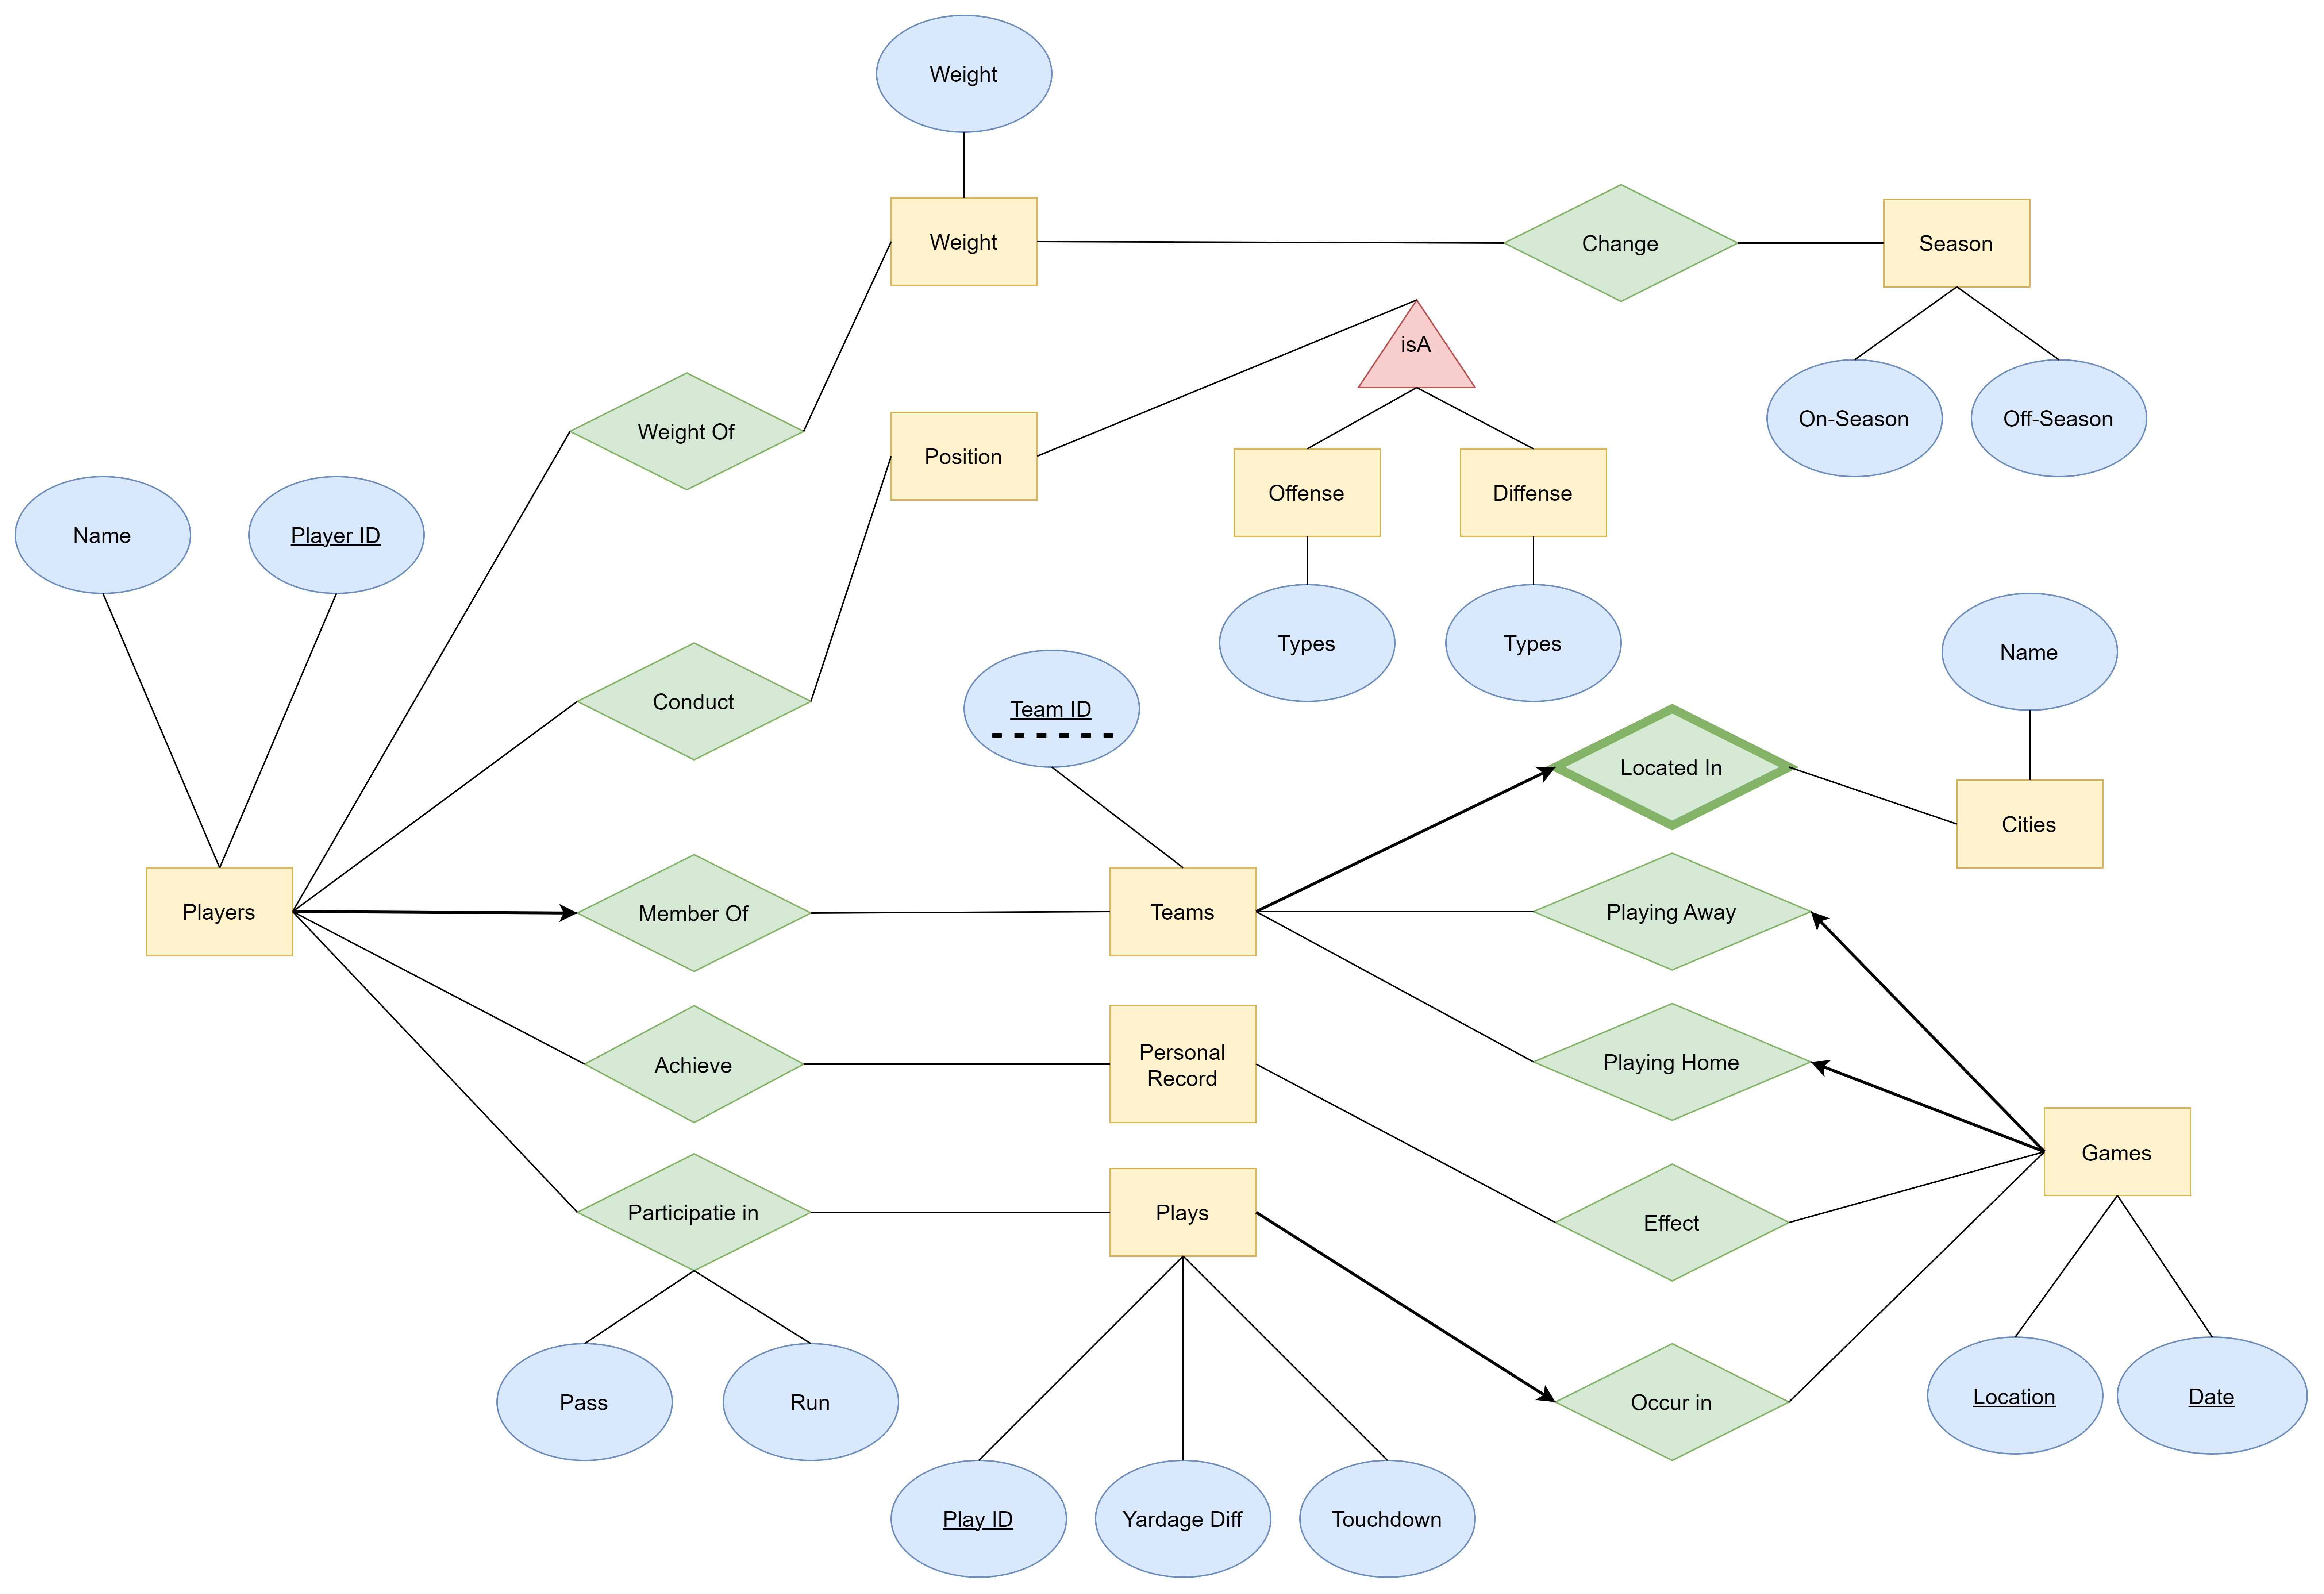 Weight
Weight
Change
Season
isA
Weight Of
On-Season
Off-Season
Position
Offense
Diffense
Name
Player ID
Types
Types
Name
Conduct
Team ID
Located In
Cities
Players
Member Of
Teams
Playing Away
Achieve
Personal
Record
Playing Home
Games
Participatie in
Plays
Effect
Pass
Run
Occur in
Location
Date
Play ID
Yardage Diff
Touchdown